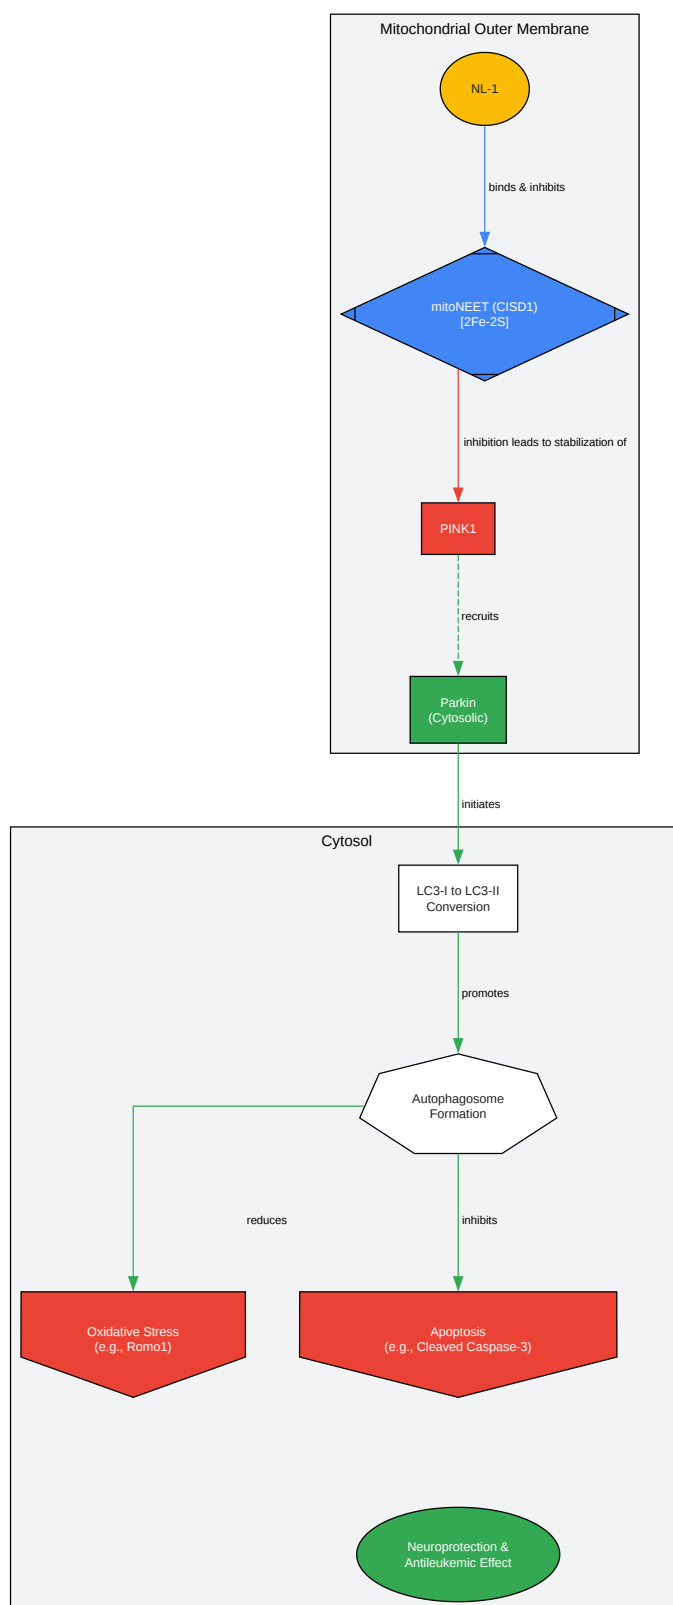 Mitochondrial Outer Membrane
NL-1
binds & inhibits
mitoNEET (CISD1)
[2Fe-2S]
inhibition leads to stabilization of
PINK1
recruits
Parkin
(Cytosolic)
initiates
Cytosol
LC3-I to LC3-II
Conversion
promotes
Autophagosome
Formation
reduces
inhibits
Oxidative Stress
(e.g., Romo1)
Apoptosis
(e.g., Cleaved Caspase-3)
Neuroprotection &
Antileukemic Effect